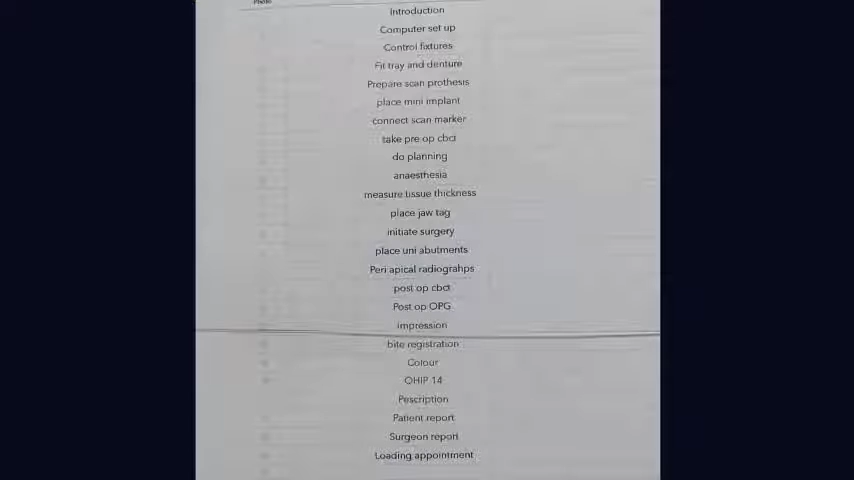 Photo
Introduction
Computer set up
Control fixtures
Fit tray and denture
Prepare scan prothesis
place mini implant
connect scan marker
take pre op cbct
do planning
anaesthesia
measure tissue thickness
place jaw tag
initiate surgery
place uni abutments
Peri apical radiograhps
post op cbct
Post op OPG
impression
bite registration
Colour
OHIP 14
Pescription
Patient report
Surgeon report
Loading appointment